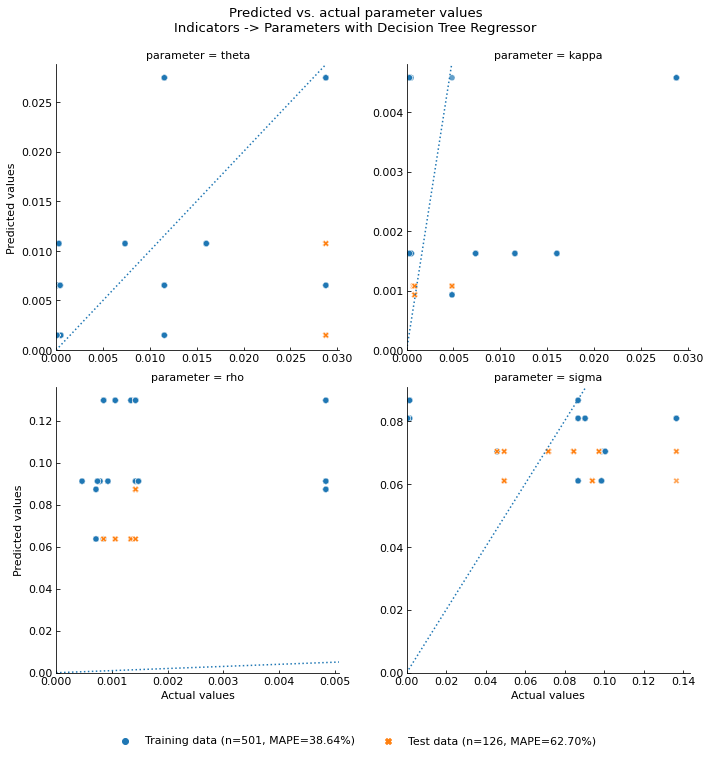 Predicted vs. actual parameter values
Indicators -> Parameters with Decision Tree Regressor
parameter = theta
parameter = kappa
Predicted values
0.025
0.020
0.015
0.010
0.005
0.000
0.000 0.005 0.010 0.015 0.020 0.025 0.030
0.004
0.003
0.002
0.001
0.000
0.000 0.005 0.010 0.015 0.020 0.025 0.030
parameter = rho
parameter = sigma
Predicted values
0.12
0.10
0.08
0.06
0.04
0.02
0.00
0.000 0.001 0.002 0.003 0.004 0.005
Actual values
0.08
0.06
0.04
0.02
0.00
0.00 0.02 0.04 0.06 0.08 0.10 0.12 0.14
Actual values
Training data (n=501, MAPE=38.64%)
Test data (n=126, MAPE=62.70%)